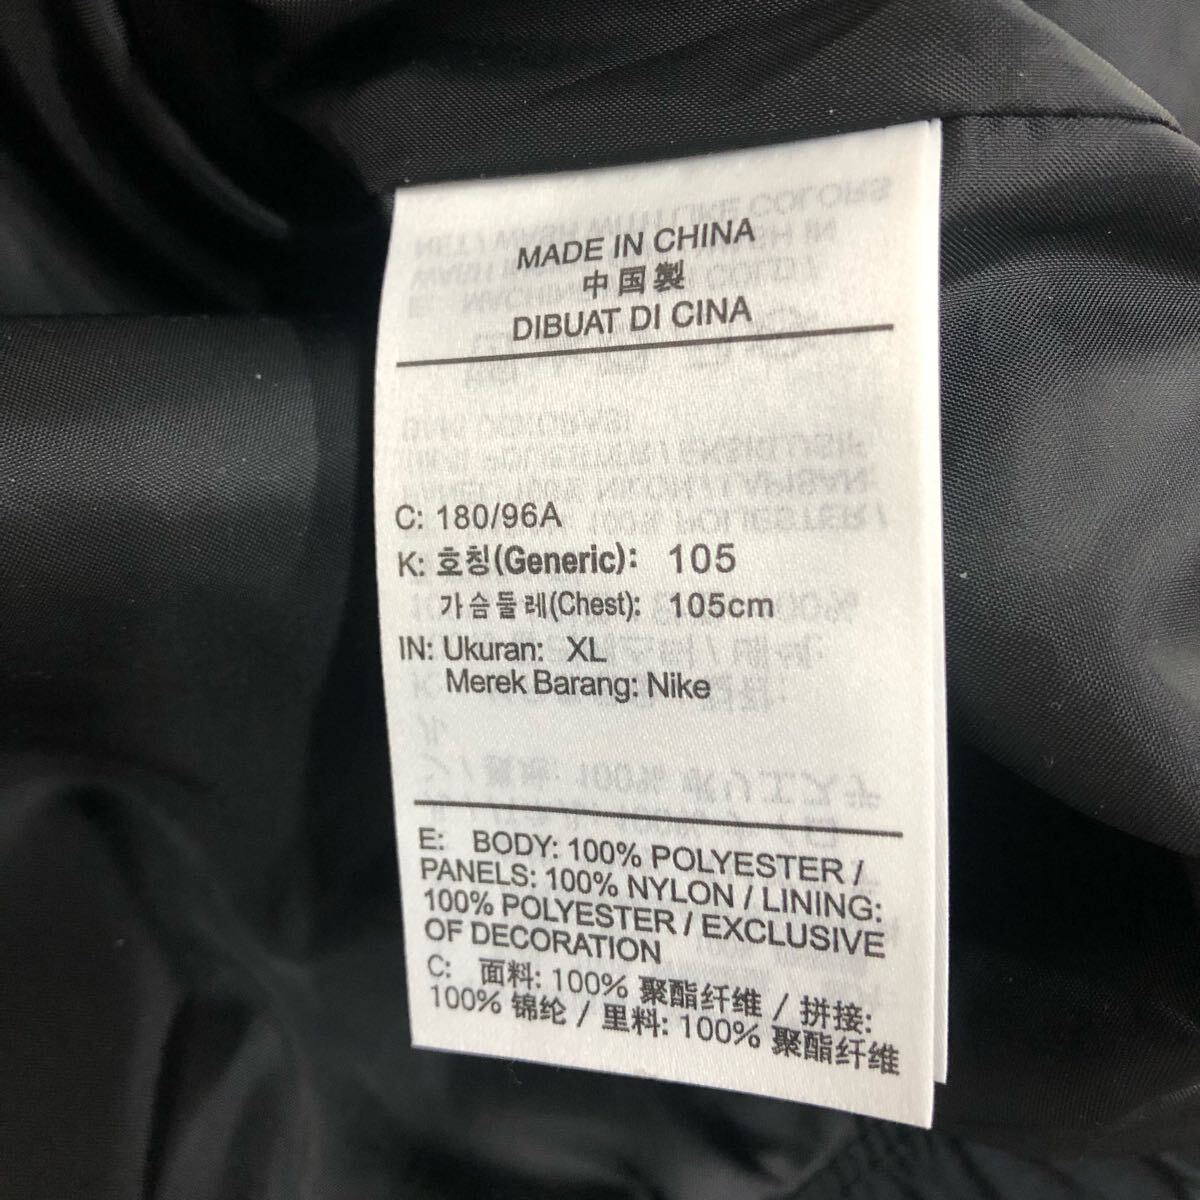 MADE IN CHINA
中国製
DIBUAT DI CINA
C: 180/96A
K: 호칭(Generic): 105
가슴둘레(Chest): 105cm
IN: Ukuran: XL
Merek Barang: Nike
E: BODY: 100% POLYESTER /
PANELS: 100% NYLON / LINING:
100% POLYESTER / EXCLUSIVE
OF DECORATION
C: 面料: 100% 聚酯纤维 / 拼接:
100% 锦纶 / 里料: 100% 聚酯纤维